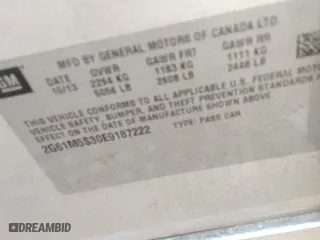 GM
MFD BY GENERAL MOTORS OF CANADA LTD.
DATE GVWR GAWR FRT GAWR RR
10/13 2294 KG 1183 KG 1111 KG
5056 LB 2608 LB 2448 LB
THIS VEHICLE CONFORMS TO ALL APPLICABLE U.S. FEDERAL MOTOR
VEHICLE SAFETY, BUMPER, AND THEFT PREVENTION STANDARDS IN
EFFECT ON THE DATE OF MANUFACTURE SHOWN ABOVE.
2G61M5S30E9187222 TYPE: PASS CAR